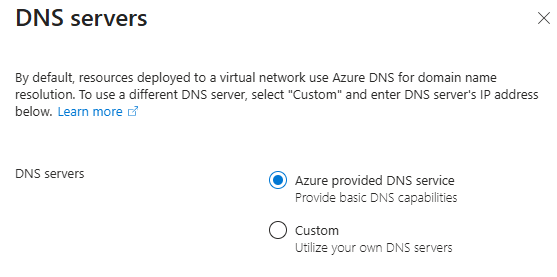 DNS servers
By default, resources deployed to a virtual network use Azure DNS for domain name
resolution. To use a different DNS server, select "Custom" and enter DNS server's IP address
below. Learn more
DNS servers
Azure provided DNS service
Provide basic DNS capabilities
Custom
Utilize your own DNS servers